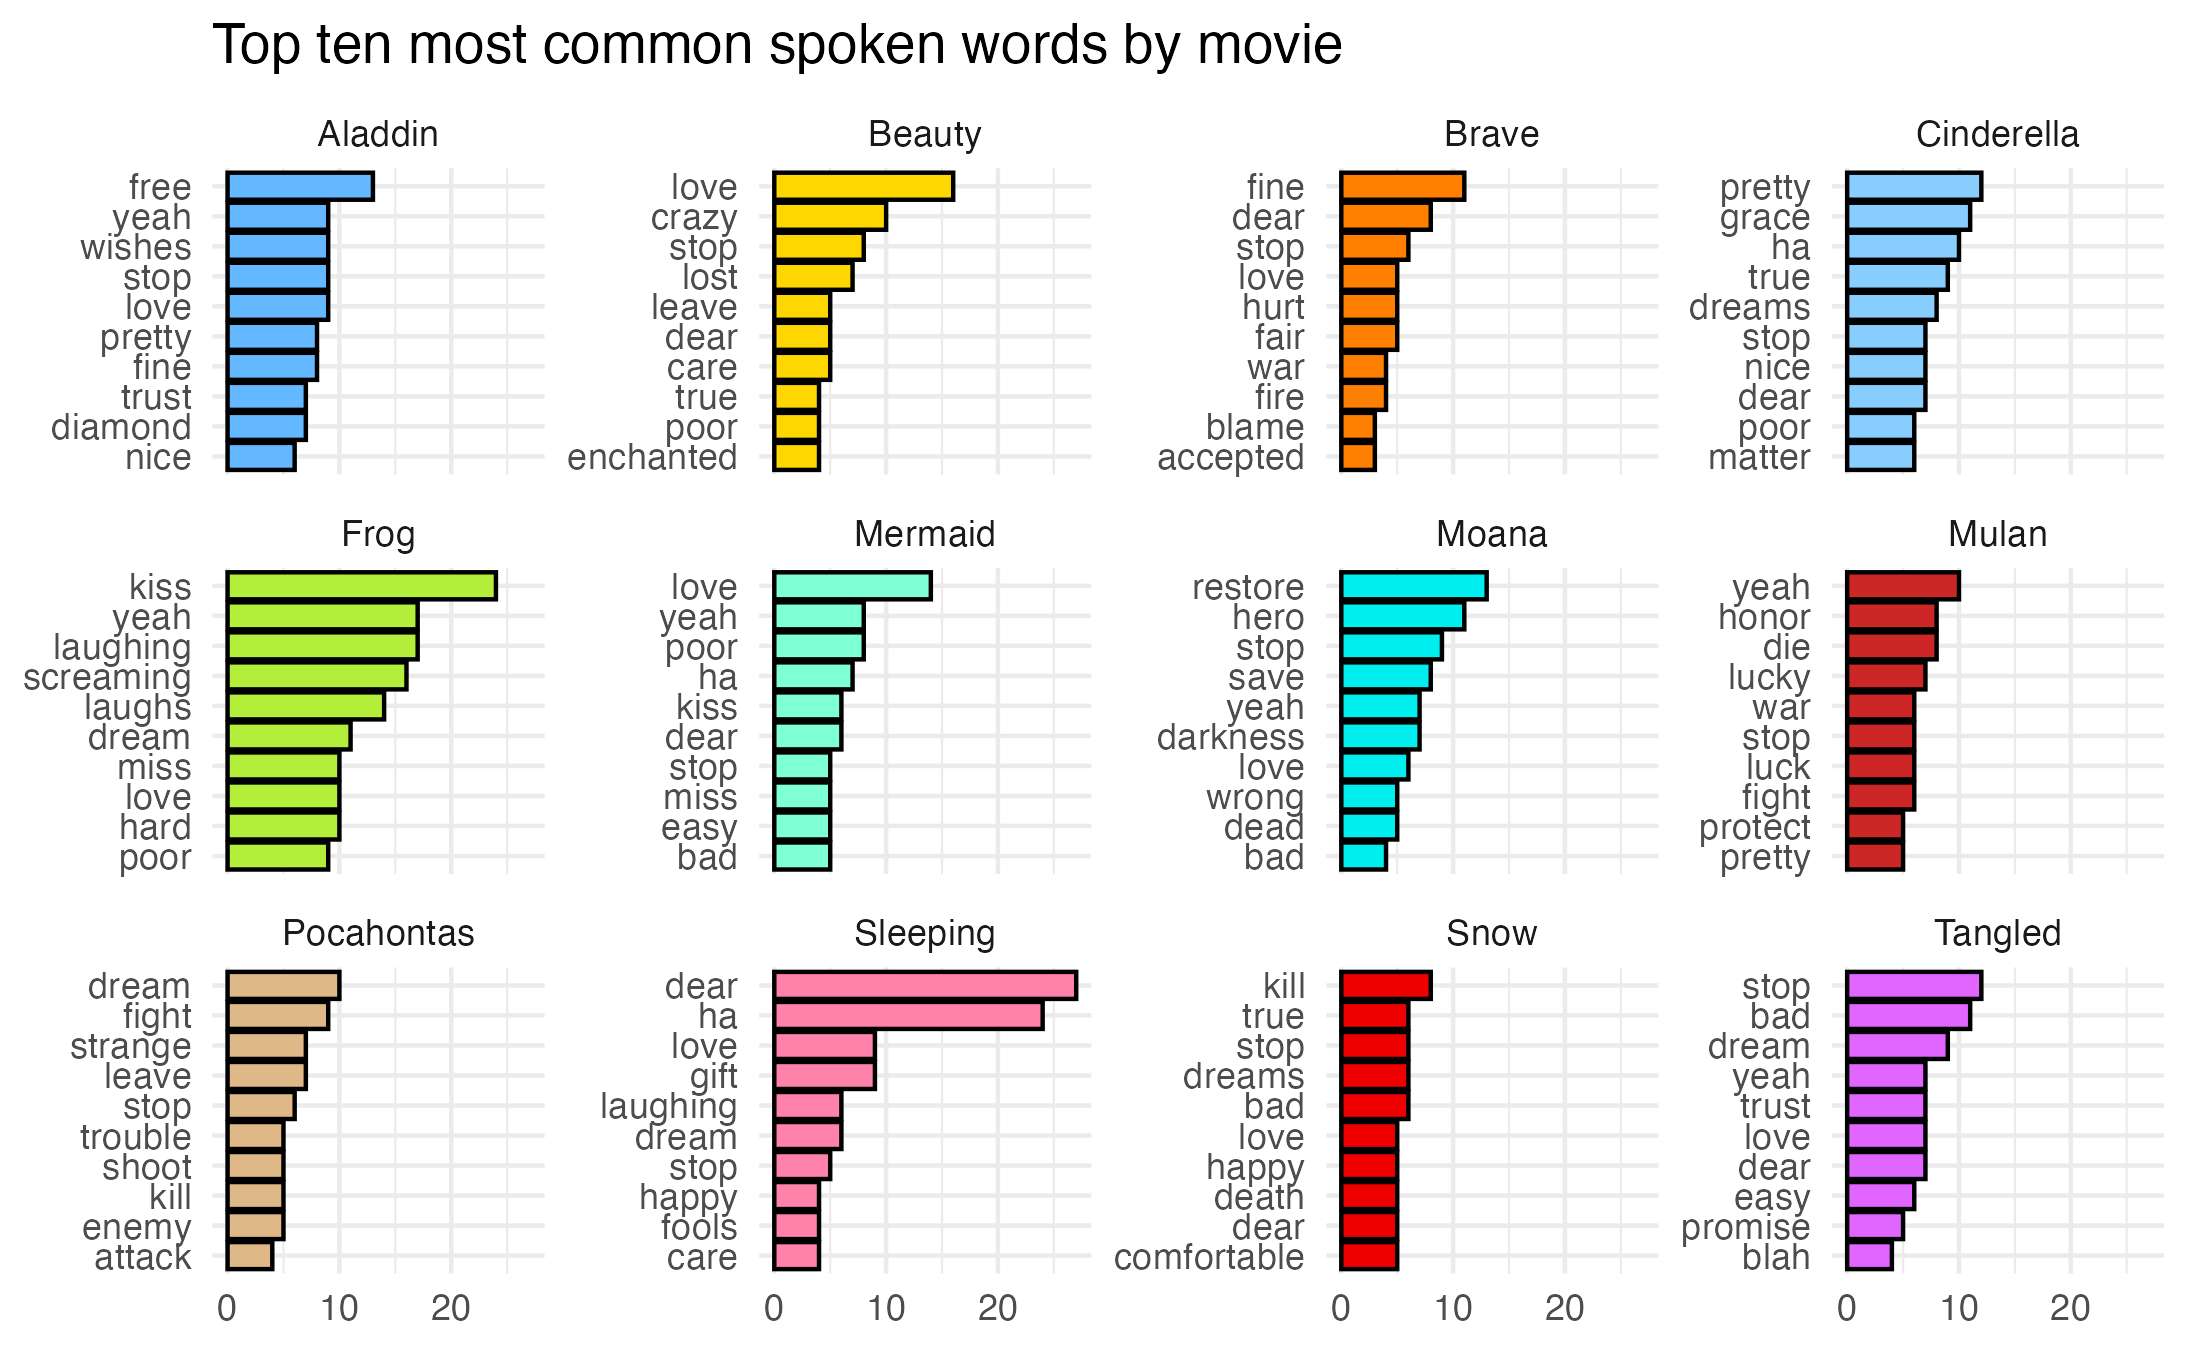 Top ten most common spoken words by movie
Aladdin
free
yeah
wishes
stop
love
pretty
fine
trust
diamond
nice
Beauty
love
crazy
stop
lost
leave
dear
care
true
poor
enchanted
Brave
fine
dear
stop
love
hurt
fair
war
fire
blame
accepted
Cinderella
pretty
grace
ha
true
dreams
stop
nice
dear
poor
matter
Frog
kiss
yeah
laughing
screaming
laughs
dream
miss
love
hard
poor
Mermaid
love
yeah
poor
ha
kiss
dear
stop
miss
easy
bad
Moana
restore
hero
stop
save
yeah
darkness
love
wrong
dead
bad
Mulan
yeah
honor
die
lucky
war
stop
luck
fight
protect
pretty
Pocahontas
dream
fight
strange
leave
stop
trouble
shoot
kill
enemy
attack
0 10 20
Sleeping
dear
ha
love
gift
laughing
dream
stop
happy
fools
care
0 10 20
Snow
kill
true
stop
dreams
bad
love
happy
death
dear
comfortable
0 10 20
Tangled
stop
bad
dream
yeah
trust
love
dear
easy
promise
blah
0 10 20